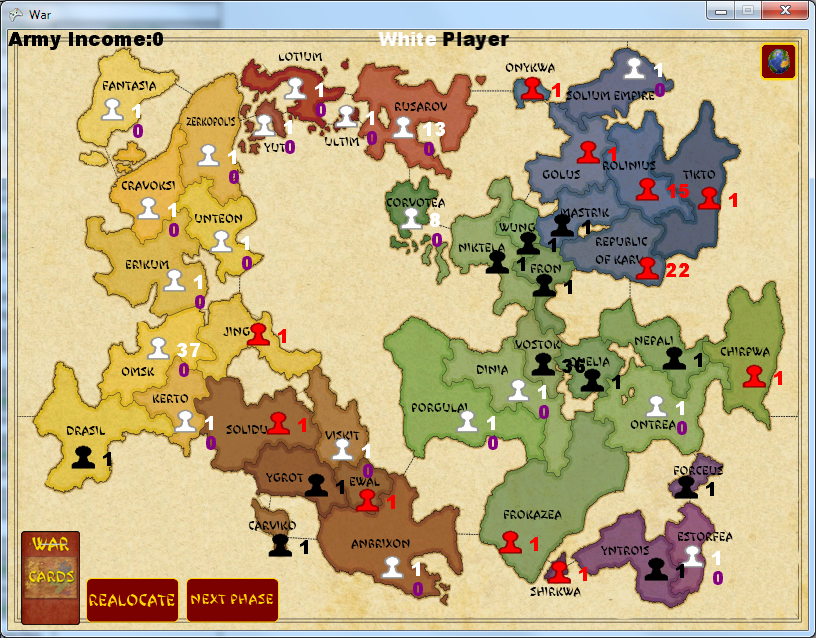 War
Army Income:0
White Player
LOTIUM
ONYKWA
1
FANTASIA
1
0
1
0
RUSAROV
13
0
SOLIUM EMPIRE
1
0
ZERKOPOLIS
1
0
YUT
1
0
ULTIM
1
0
GOLUS
1
ROLINIUS
15
TIKTO
1
CRAVOKSI
1
0
UNTEON
1
0
CORVOTEA
8
0
MASTRIK
1
WUNG
1
NIKTELA
1
FRON
1
REPUBLIC
OF KARU
22
ERIKUM
1
0
JING
1
OMSK
37
0
VOSTOK
36
1
NEPALI
1
CHIRPWA
1
DINIA
1
0
KERTO
1
0
PORGULAI
1
0
ONTREA
1
0
DRASIL
1
SOLIDU
1
VISKIT
1
0
YGROT
1
EWAL
1
FORCEUS
1
CARVIKO
1
ANBRIXON
1
0
FROKAZEA
1
SHIRKWA
1
YNTROIS
1
ESTORFEA
1
0
WAR
CARDS
REALOCATE
NEXT PHASE